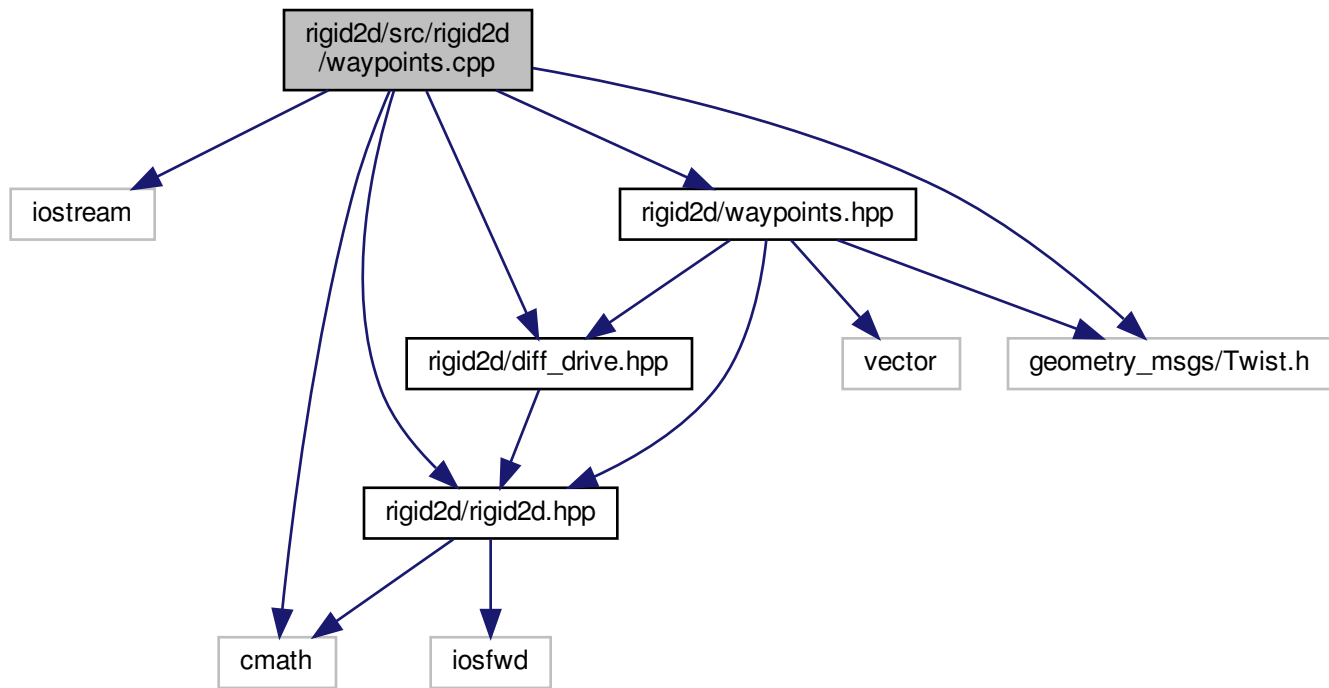 rigid2d/src/rigid2d
/waypoints.cpp
iostream
rigid2d/waypoints.hpp
rigid2d/diff_drive.hpp
vector
geometry_msgs/Twist.h
rigid2d/rigid2d.hpp
cmath
iosfwd